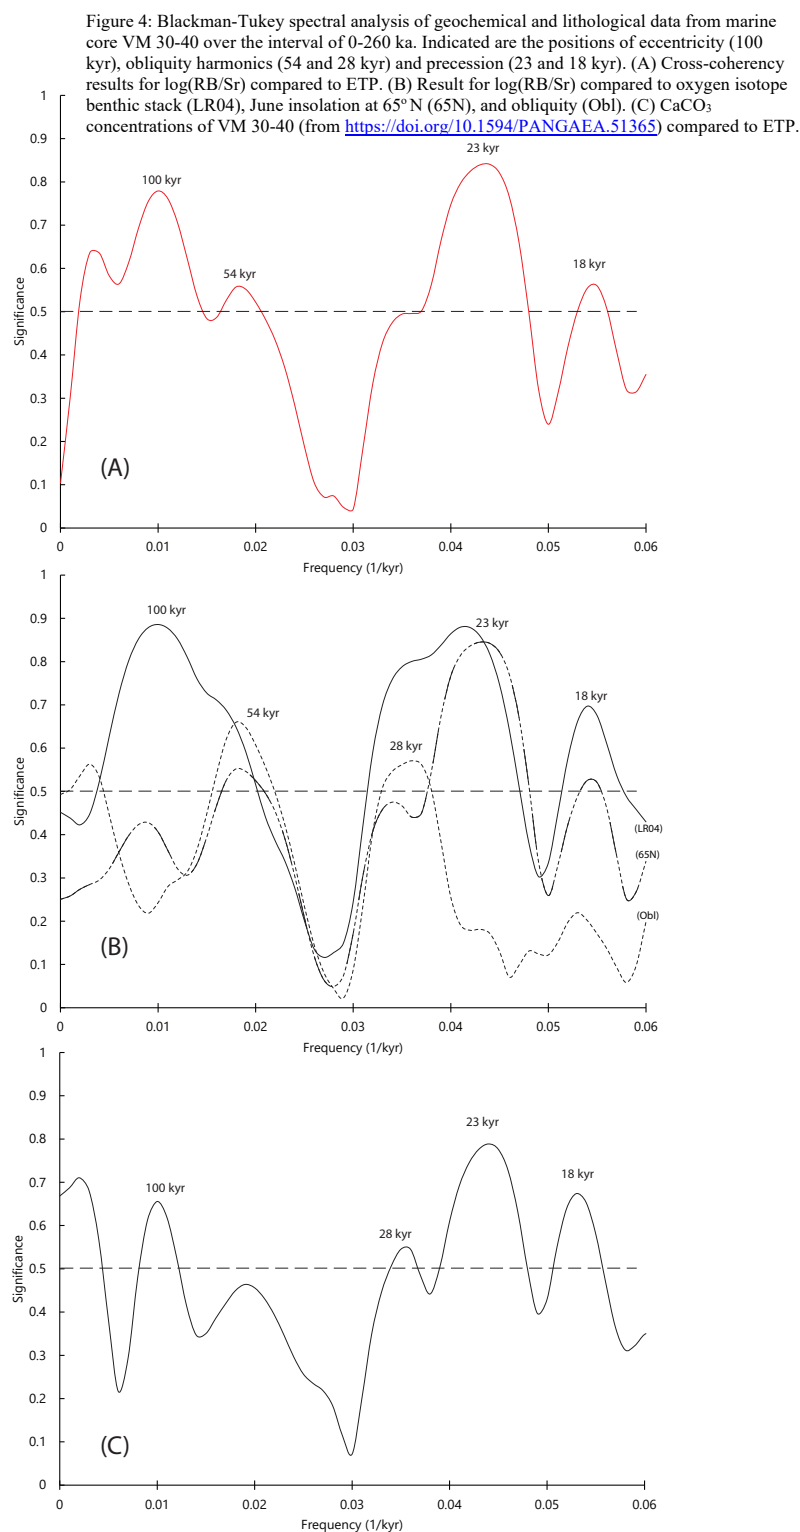 Figure 4: Blackman-Tukey spectral analysis of geochemical and lithological data from marine
core VM 30-40 over the interval of 0-260 ka. Indicated are the positions of eccentricity (100
kyr), obliquity harmonics (54 and 28 kyr) and precession (23 and 18 kyr). (A) Cross-coherency
results for log(RB/Sr) compared to ETP. (B) Result for log(RB/Sr) compared to oxygen isotope
benthic stack (LR04), June insolation at 65° N (65N), and obliquity (Obl). (C) CaCO₃
concentrations of VM 30-40 (from https://doi.org/10.1594/PANGAEA.51365) compared to ETP.
1
23 kyr
0.9
0.8
100 kyr
0.7
0.6
54 kyr
18 kyr
0.5
Significance
0.4
0.3
0.2
(A)
0.1
0
0 0.01 0.02 0.03 0.04 0.05 0.06
Frequency (1/kyr)
1
0.9
100 kyr
23 kyr
0.8
0.7
54 kyr
18 kyr
0.6
28 kyr
0.5
Significance
0.4
(LR04)
(65N)
0.3
0.2
(Obl)
(B)
0.1
0
0 0.01 0.02 0.03 0.04 0.05 0.06
Frequency (1/kyr)
1
0.9
23 kyr
0.8
0.7
100 kyr
18 kyr
0.6
28 kyr
0.5
Significance
0.4
0.3
0.2
0.1
(C)
0
0 0.01 0.02 0.03 0.04 0.05 0.06
Frequency (1/kyr)